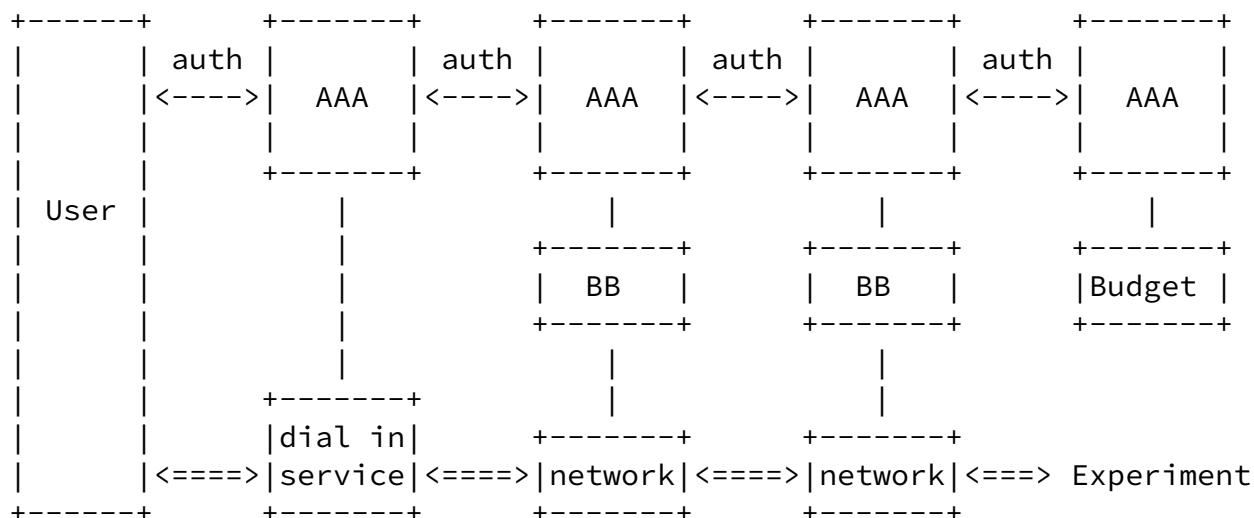 auth auth auth auth
AAA AAA AAA AAA
User
BB BB Budget
dial in
service network network Experiment